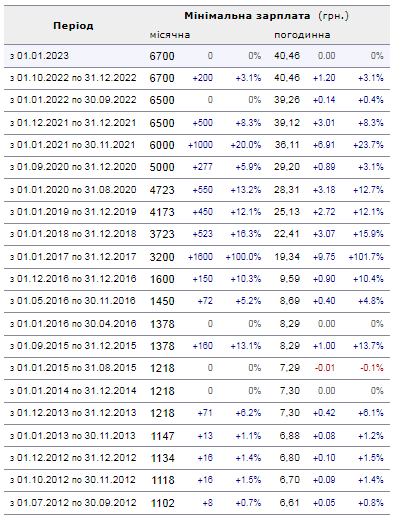 Період Мінімальна зарплата (грн.)
місячна погодинна
з 01.01.2023 6700 0 0% 40,46 0.00 0%
з 01.10.2022 по 31.12.2022 6700 +200 +3.1% 40,46 +1.20 +3.1%
з 01.01.2022 по 30.09.2022 6500 0 0% 39,26 +0.14 +0.4%
з 01.12.2021 по 31.12.2021 6500 +500 +8.3% 39,12 +3.01 +8.3%
з 01.01.2021 по 30.11.2021 6000 +1000 +20.0% 36,11 +6.91 +23.7%
з 01.09.2020 по 31.12.2020 5000 +277 +5.9% 29,20 +0.89 +3.1%
з 01.01.2020 по 31.08.2020 4723 +550 +13.2% 28,31 +3.18 +12.7%
з 01.01.2019 по 31.12.2019 4173 +450 +12.1% 25,13 +2.72 +12.1%
з 01.01.2018 по 31.12.2018 3723 +523 +16.3% 22,41 +3.07 +15.9%
з 01.01.2017 по 31.12.2017 3200 +1600 +100.0% 19,34 +9.75 +101.7%
з 01.12.2016 по 31.12.2016 1600 +150 +10.3% 9,59 +0.90 +10.4%
з 01.05.2016 по 30.11.2016 1450 +72 +5.2% 8,69 +0.40 +4.8%
з 01.01.2016 по 30.04.2016 1378 0 0% 8,29 0.00 0%
з 01.09.2015 по 31.12.2015 1378 +160 +13.1% 8,29 +1.00 +13.7%
з 01.01.2015 по 31.08.2015 1218 0 0% 7,29 -0.01 -0.1%
з 01.01.2014 по 31.12.2014 1218 0 0% 7,30 0.00 0%
з 01.12.2013 по 31.12.2013 1218 +71 +6.2% 7,30 +0.42 +6.1%
з 01.01.2013 по 30.11.2013 1147 +13 +1.1% 6,88 +0.08 +1.2%
з 01.12.2012 по 31.12.2012 1134 +16 +1.4% 6,80 +0.10 +1.5%
з 01.10.2012 по 30.11.2012 1118 +16 +1.5% 6,70 +0.09 +1.4%
з 01.07.2012 по 30.09.2012 1102 +8 +0.7% 6,61 +0.05 +0.8%